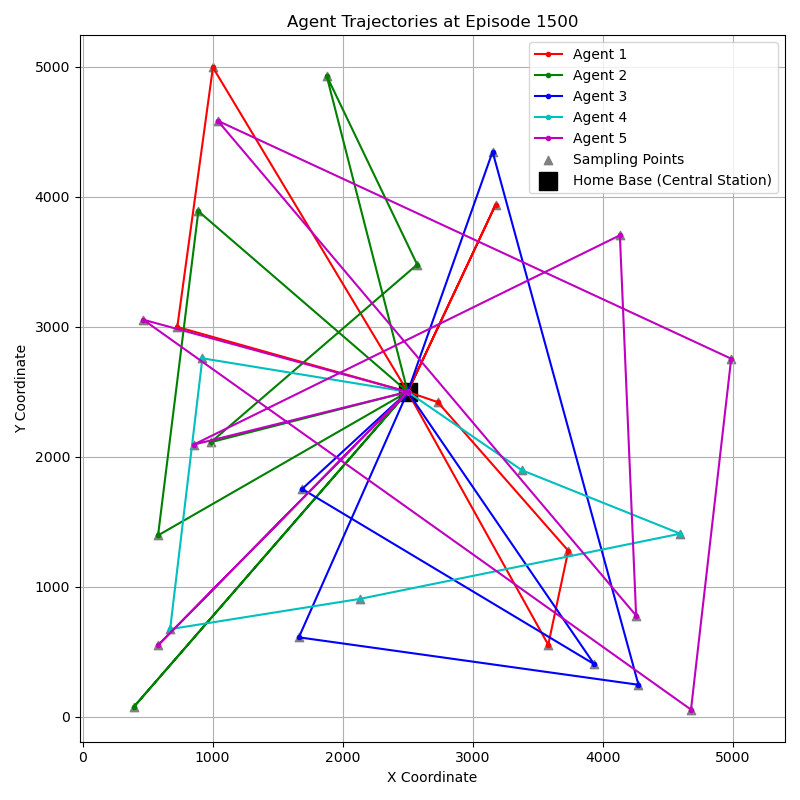 Agent Trajectories at Episode 1500
Agent 1
Agent 2
Agent 3
Agent 4
Agent 5
Sampling Points
Home Base (Central Station)
Y Coordinate
5000
4000
3000
2000
1000
0
0 1000 2000 3000 4000 5000
X Coordinate